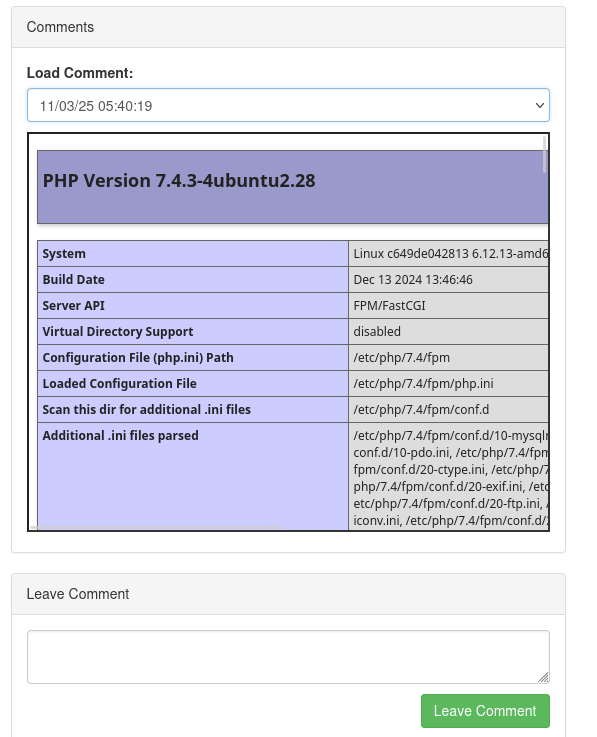 Comments
Load Comment:
11/03/25 05:40:19
PHP Version 7.4.3-4ubuntu2.28
System Linux c649de042813 6.12.13-amd6
Build Date Dec 13 2024 13:46:46
Server API FPM/FastCGI
Virtual Directory Support disabled
Configuration File (php.ini) Path /etc/php/7.4/fpm
Loaded Configuration File /etc/php/7.4/fpm/php.ini
Scan this dir for additional .ini files /etc/php/7.4/fpm/conf.d
Additional .ini files parsed /etc/php/7.4/fpm/conf.d/10-mysqln
conf.d/10-pdo.ini, /etc/php/7.4/fpm
fpm/conf.d/20-ctype.ini, /etc/php/7
php/7.4/fpm/conf.d/20-exif.ini, /etc
etc/php/7.4/fpm/conf.d/20-ftp.ini, /
iconv.ini, /etc/php/7.4/fpm/conf.d/2
Leave Comment
Leave Comment